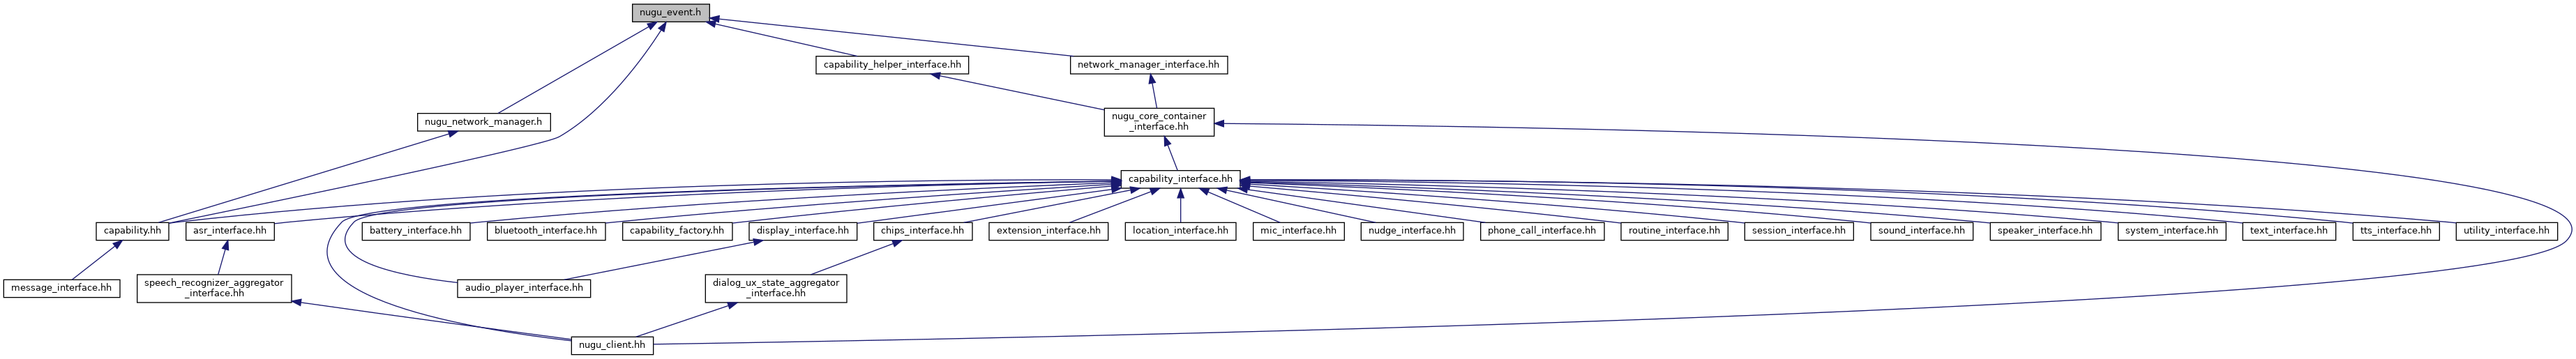 nugu_event.h
capability_helper_interface.hh
network_manager_interface.hh
nugu_network_manager.h
nugu_core_container
_interface.hh
capability_interface.hh
capability.hh
asr_interface.hh
battery_interface.hh
bluetooth_interface.hh
capability_factory.hh
display_interface.hh
chips_interface.hh
extension_interface.hh
location_interface.hh
mic_interface.hh
nudge_interface.hh
phone_call_interface.hh
routine_interface.hh
session_interface.hh
sound_interface.hh
speaker_interface.hh
system_interface.hh
text_interface.hh
tts_interface.hh
utility_interface.hh
message_interface.hh
speech_recognizer_aggregator
_interface.hh
audio_player_interface.hh
dialog_ux_state_aggregator
_interface.hh
nugu_client.hh